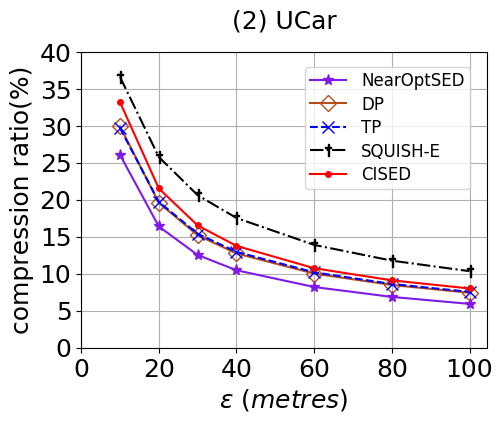 (2) UCar
compression ratio(%)
40
35
30
25
20
15
10
5
0
NearOptSED
DP
TP
SQUISH-E
CISED
0 20 40 60 80 100
ε (metres)